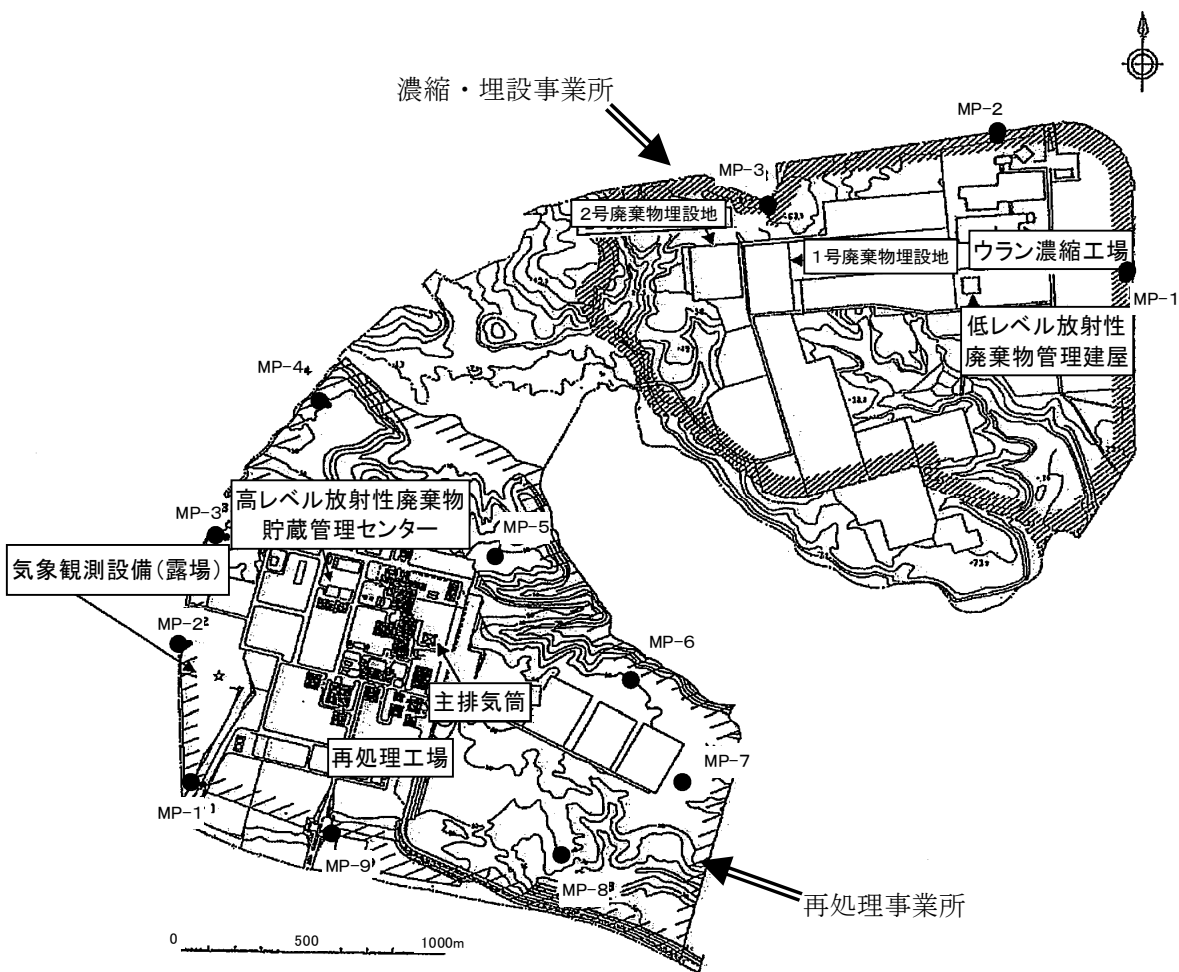 濃縮・埋設事業所
MP-2
MP-3
2号廃棄物埋設地
1号廃棄物埋設地
ウラン濃縮工場
MP-1
低レベル放射性
廃棄物管理建屋
MP-4
高レベル放射性廃棄物
貯蔵管理センター
MP-3
MP-5
気象観測設備(露場)
MP-2
MP-6
主排気筒
再処理工場
MP-7
MP-1
MP-9
MP-8
再処理事業所
0 500 1000m